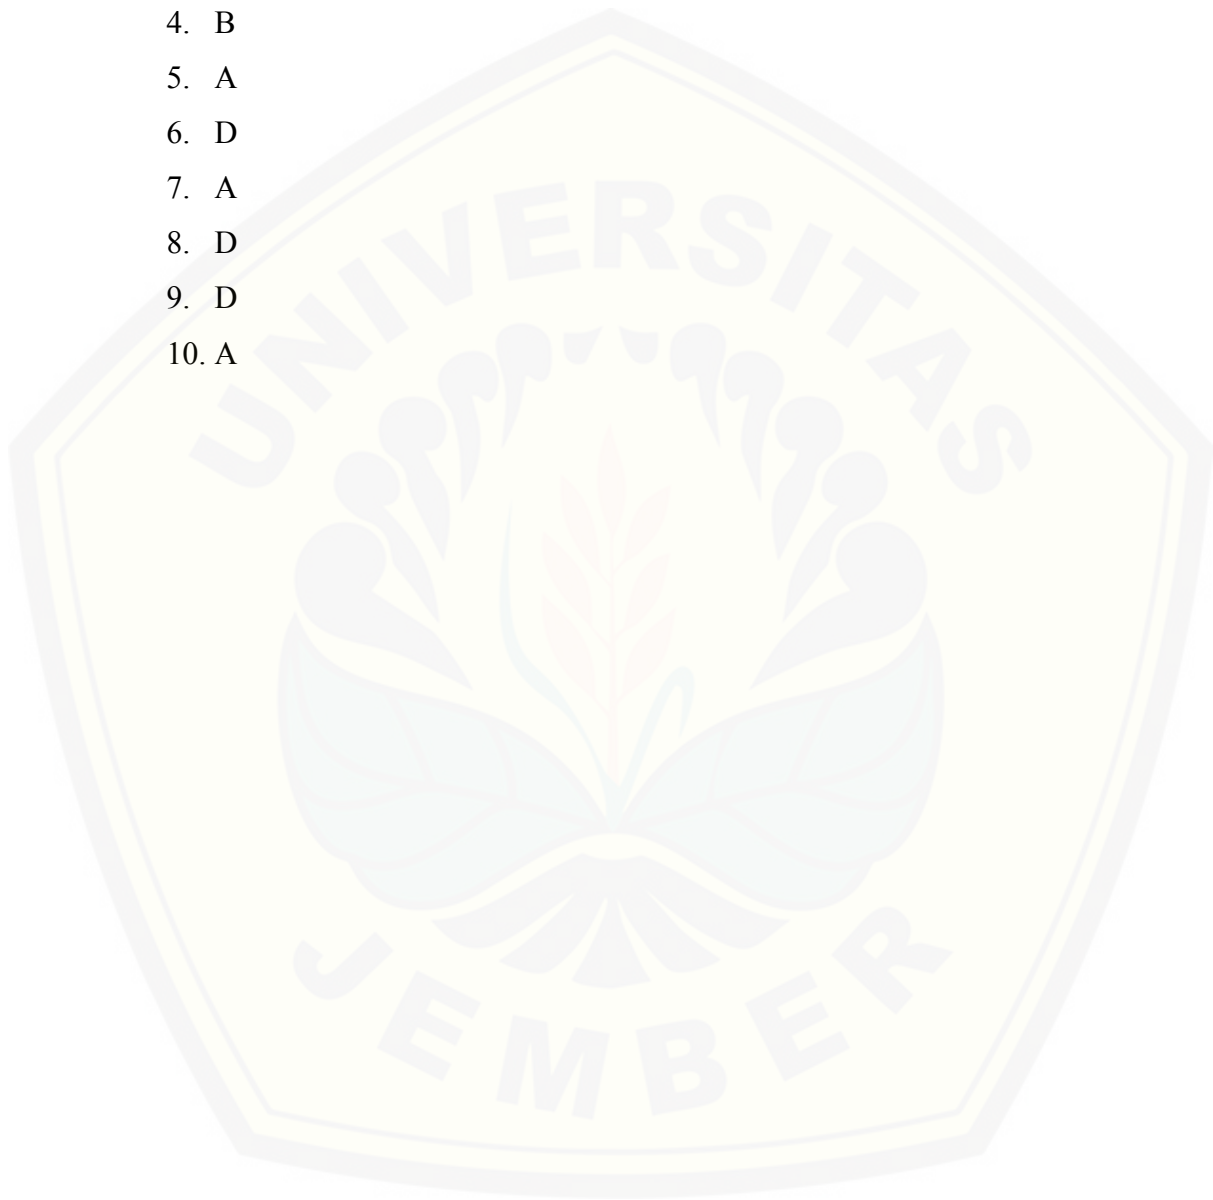 4. B
5. A
6. D
7. A
8. D
9. D
10. A
UNIVERSITAS
JEMBER